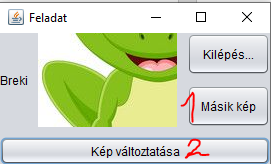 Feladat
Kilépés...
Breki
1 Másik kép
Kép változtatása 2